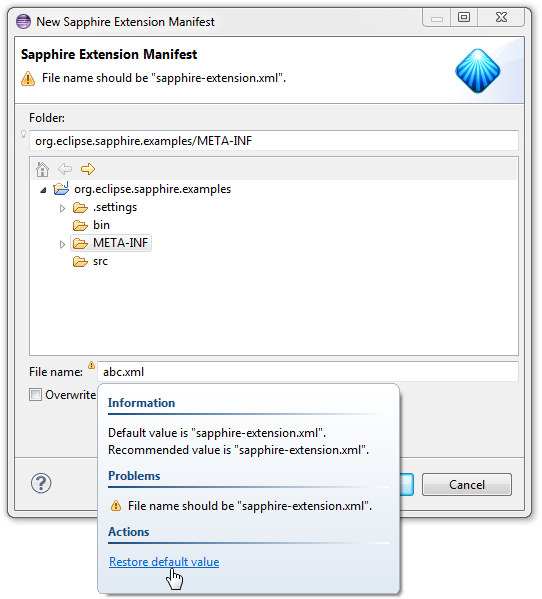 New Sapphire Extension Manifest
Sapphire Extension Manifest
File name should be "sapphire-extension.xml".
Folder:
org.eclipse.sapphire.examples/META-INF
org.eclipse.sapphire.examples
.settings
bin
META-INF
src
File name:
abc.xml
Overwrite
Information
Default value is "sapphire-extension.xml".
Recommended value is "sapphire-extension.xml".
Problems
File name should be "sapphire-extension.xml".
Actions
Restore default value
?
Cancel